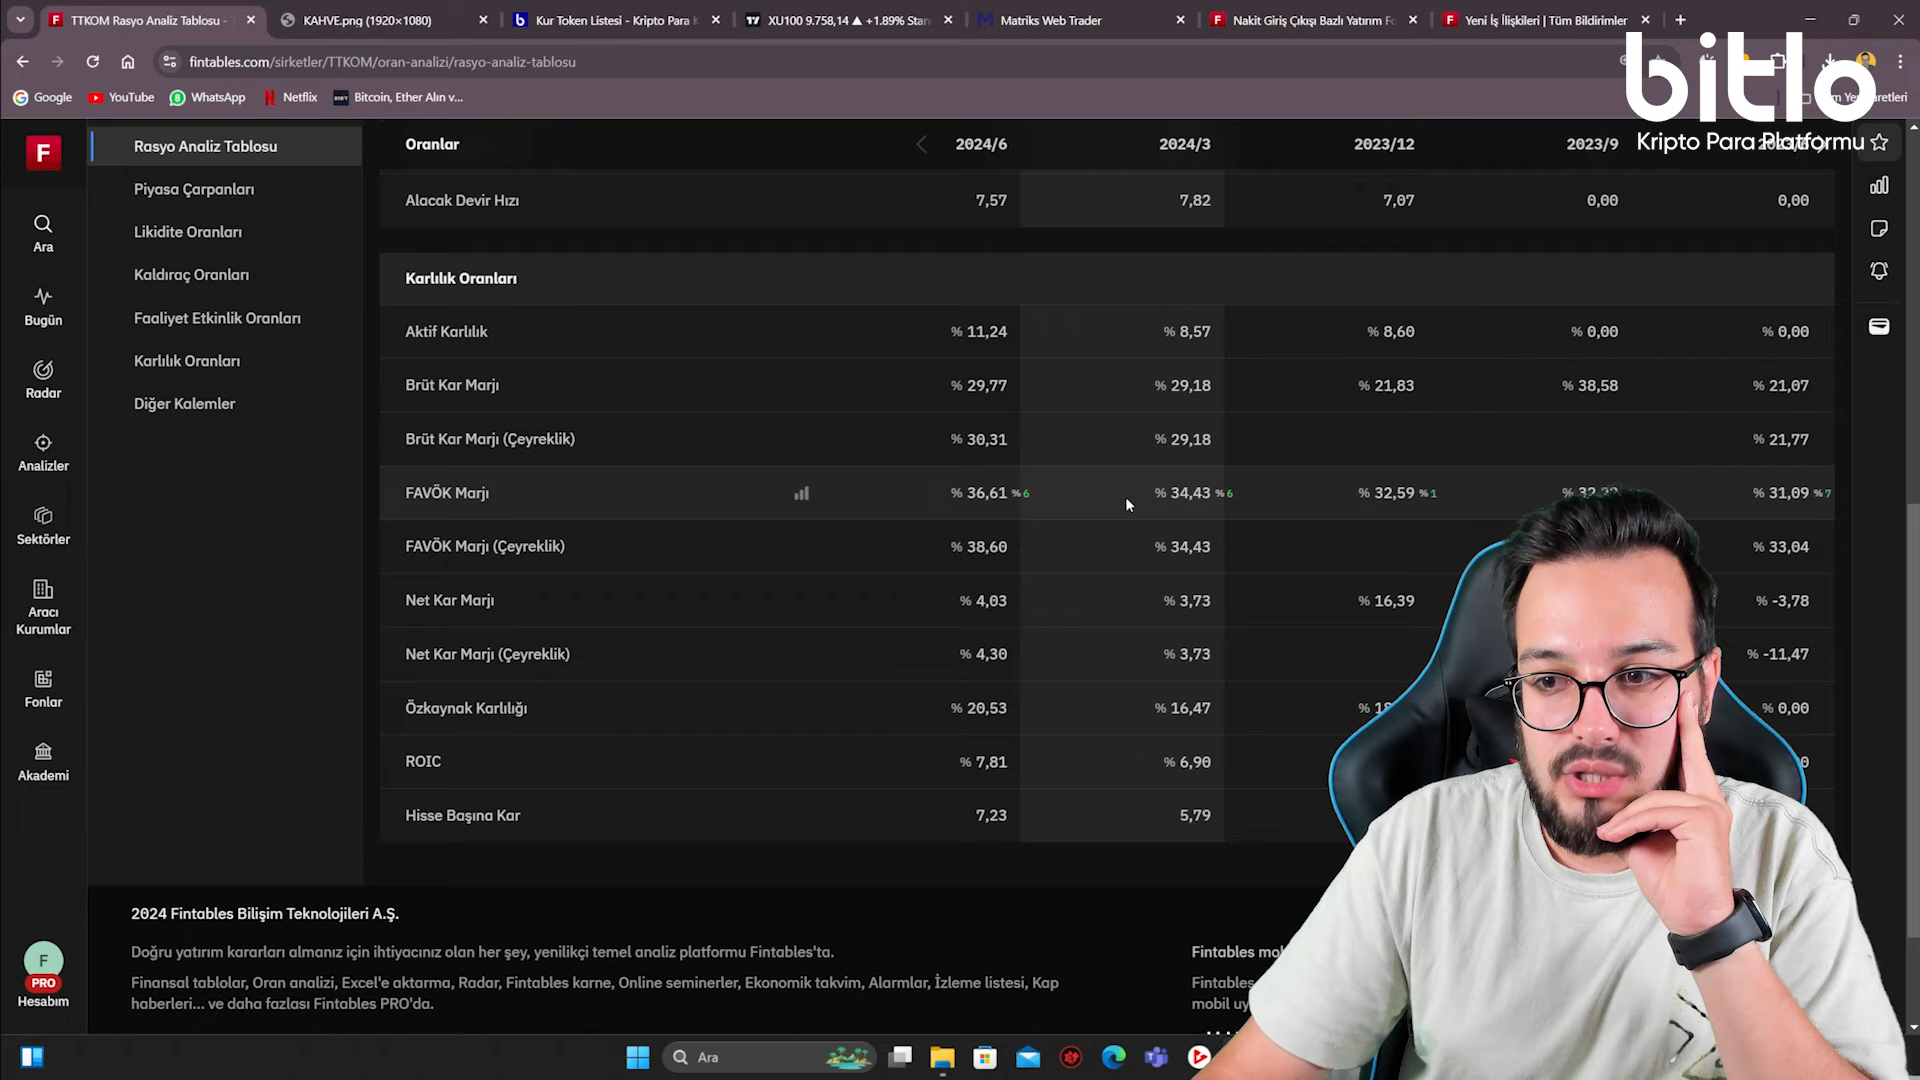 TTKOM Rasyo Analiz Tablosu -
KAHVE.png (1920×1080)
Kur Token Listesi - Kripto Para K
XU100 9.758,14 ▲ +1.89% Stan
Matriks Web Trader
Nakit Giriş Çıkışı Bazlı Yatırım Fo
Yeni İş İlişkileri | Tüm Bildirimler
fintables.com/sirketler/TTKOM/oran-analizi/rasyo-analiz-tablosu
bitlo
Google
YouTube
WhatsApp
Netflix
Bitcoin, Ether Alın v...
Kripto Para Platformu
F
Ara
Bugün
Radar
Analizler
Sektörler
Aracı
Kurumlar
Fonlar
Akademi
F
PRO
Hesabım
Rasyo Analiz Tablosu
Piyasa Çarpanları
Likidite Oranları
Kaldıraç Oranları
Faaliyet Etkinlik Oranları
Karlılık Oranları
Diğer Kalemler
Oranlar 2024/6 2024/3 2023/12 2023/9
Alacak Devir Hızı 7,57 7,82 7,07 0,00 0,00
Karlılık Oranları
Aktif Karlılık % 11,24 % 8,57 % 8,60 % 0,00 % 0,00
Brüt Kar Marjı % 29,77 % 29,18 % 21,83 % 38,58 % 21,07
Brüt Kar Marjı (Çeyreklik) % 30,31 % 29,18 % 21,77
FAVÖK Marjı % 36,61 %6 % 34,43 %6 % 32,59 %1 % 31,09 %7
FAVÖK Marjı (Çeyreklik) % 38,60 % 34,43 % 33,04
Net Kar Marjı % 4,03 % 3,73 % 16,39 % -3,78
Net Kar Marjı (Çeyreklik) % 4,30 % 3,73 % -11,47
Özkaynak Karlılığı % 20,53 % 16,47 % 0,00
ROIC % 7,81 % 6,90
Hisse Başına Kar 7,23 5,79
2024 Fintables Bilişim Teknolojileri A.Ş.
Doğru yatırım kararları almanız için ihtiyacınız olan her şey, yenilikçi temel analiz platformu Fintables'ta.
Finansal tablolar, Oran analizi, Excel'e aktarma, Radar, Fintables karne, Online seminerler, Ekonomik takvim, Alarmlar, İzleme listesi, Kap
haberleri... ve daha fazlası Fintables PRO'da.
Fintables
Fintables
mobil
Ara